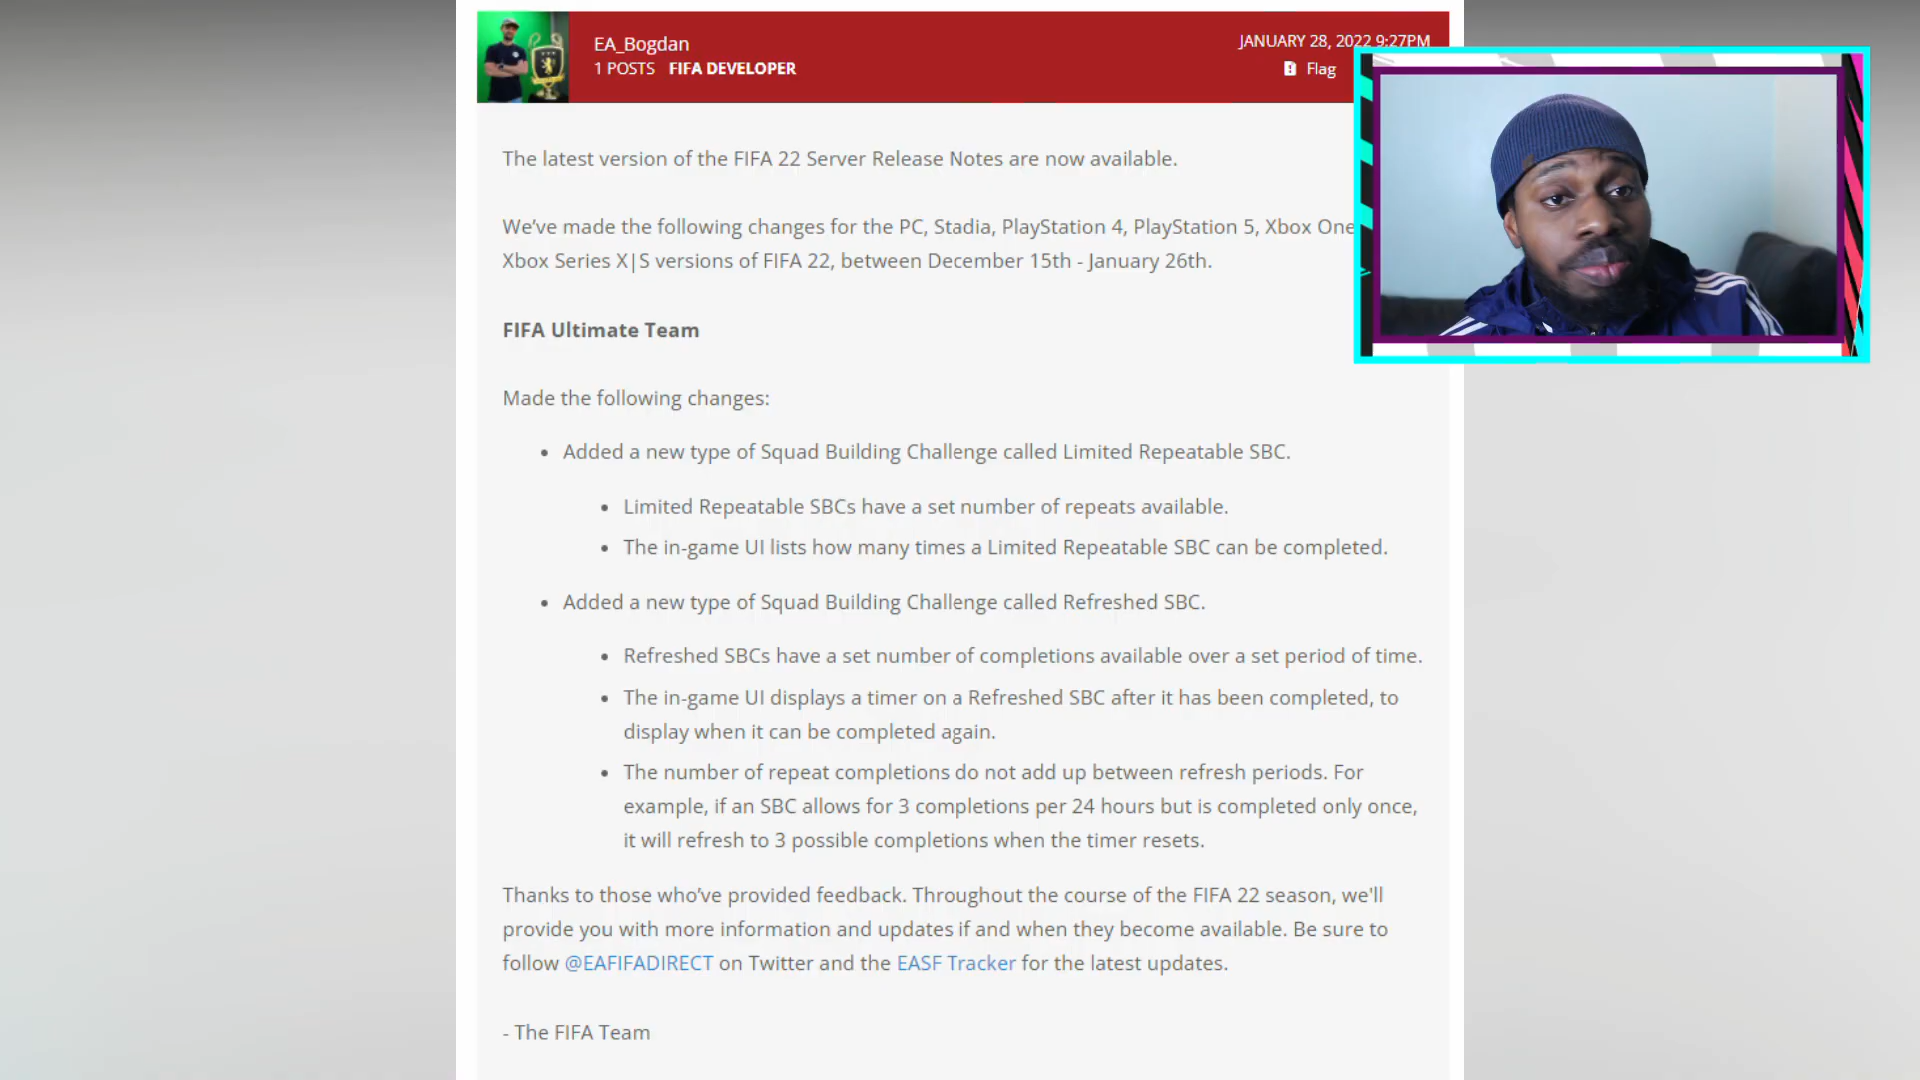 EA_Bogdan
1 POSTS FIFA DEVELOPER
JANUARY 28, 2022 9:27PM
Flag
The latest version of the FIFA 22 Server Release Notes are now available.
We've made the following changes for the PC, Stadia, PlayStation 4, PlayStation 5, Xbox One
Xbox Series X|S versions of FIFA 22, between December 15th - January 26th.
FIFA Ultimate Team
Made the following changes:
• Added a new type of Squad Building Challenge called Limited Repeatable SBC.
• Limited Repeatable SBCs have a set number of repeats available.
• The in-game UI lists how many times a Limited Repeatable SBC can be completed.
• Added a new type of Squad Building Challenge called Refreshed SBC.
• Refreshed SBCs have a set number of completions available over a set period of time.
• The in-game UI displays a timer on a Refreshed SBC after it has been completed, to
display when it can be completed again.
• The number of repeat completions do not add up between refresh periods. For
example, if an SBC allows for 3 completions per 24 hours but is completed only once,
it will refresh to 3 possible completions when the timer resets.
Thanks to those who've provided feedback. Throughout the course of the FIFA 22 season, we'll
provide you with more information and updates if and when they become available. Be sure to
follow @EAFIFADIRECT on Twitter and the EASF Tracker for the latest updates.
- The FIFA Team